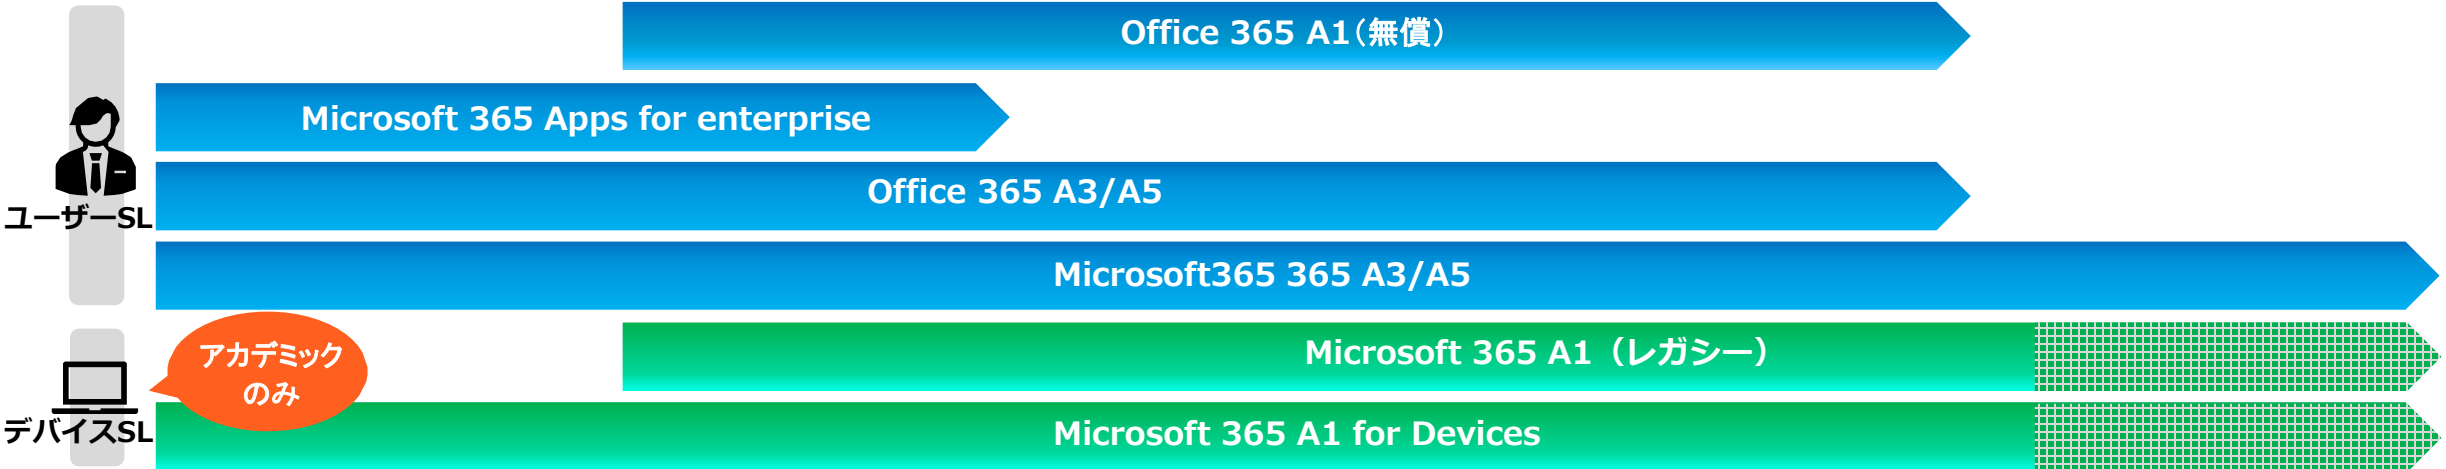 Office 365 A1（無償）
Microsoft 365 Apps for enterprise
Office 365 A3/A5
ユーザーSL
Microsoft365 365 A3/A5
アカデミック
のみ
Microsoft 365 A1（レガシー）
デバイスSL
Microsoft 365 A1 for Devices